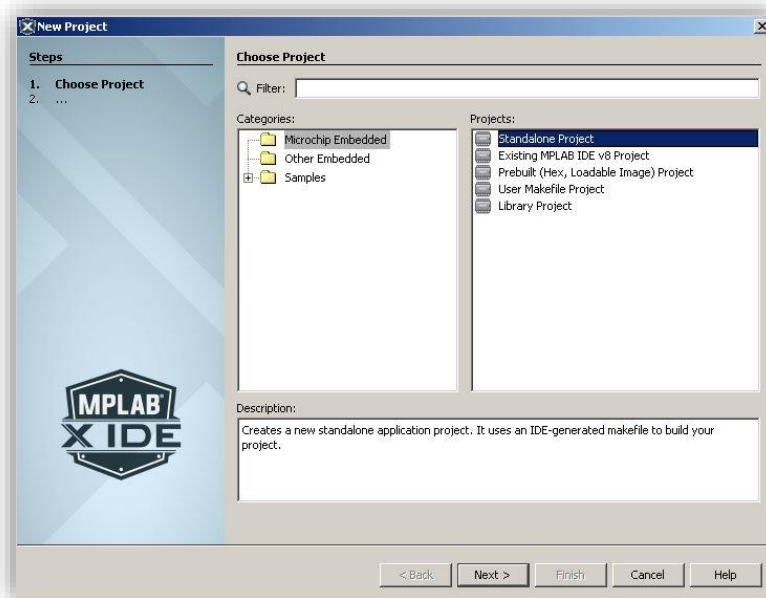 New Project
Steps
1. Choose Project
2. ...
MPLAB
X IDE
Choose Project
Filter:
Categories:
Microchip Embedded
Other Embedded
Samples
Projects:
Standalone Project
Existing MPLAB IDE v8 Project
Prebuilt (Hex, Loadable Image) Project
User Makefile Project
Library Project
Description:
Creates a new standalone application project. It uses an IDE-generated makefile to build your
project.
< Back Next > Finish Cancel Help